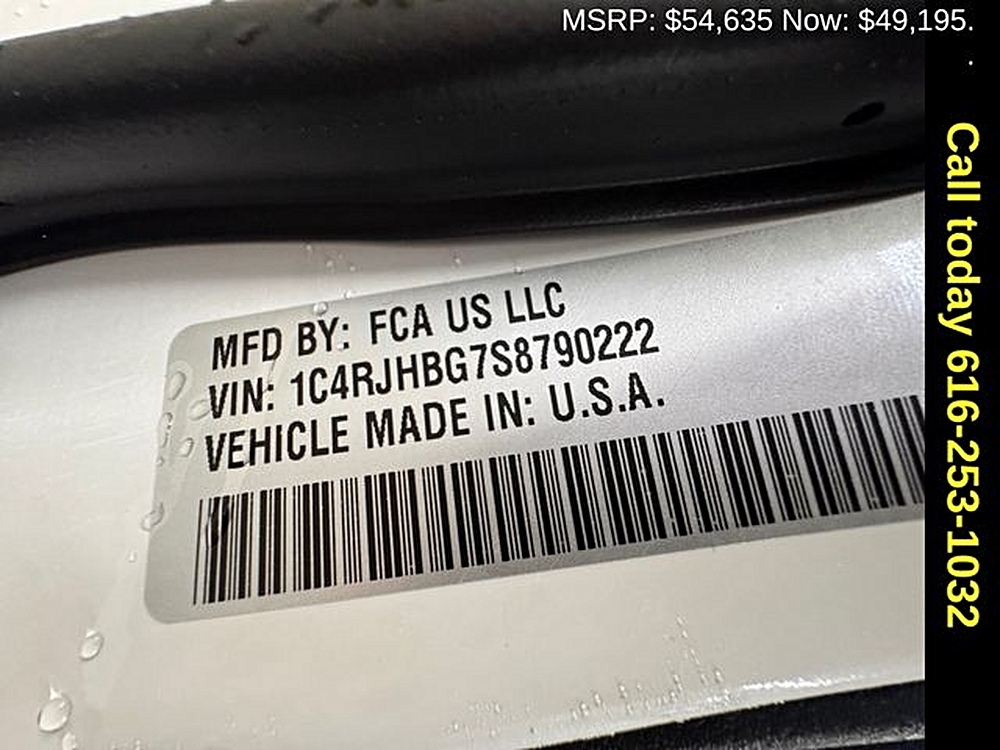 MSRP: $54,635 Now: $49,195.
.
Call today 616-253-1032
MFD BY: FCA US LLC
VIN: 1C4RJHBG7S8790222
VEHICLE MADE IN: U.S.A.